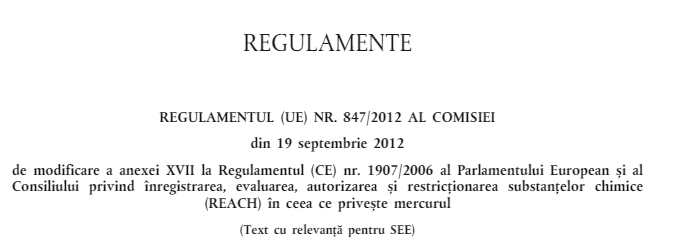 REGULAMENTE
REGULAMENTUL (UE) NR. 847/2012 AL COMISIEI
din 19 septembrie 2012
de modificare a anexei XVII la Regulamentul (CE) nr. 1907/2006 al Parlamentului European și al
Consiliului privind înregistrarea, evaluarea, autorizarea și restricționarea substanțelor chimice
(REACH) în ceea ce privește mercurul
(Text cu relevanță pentru SEE)